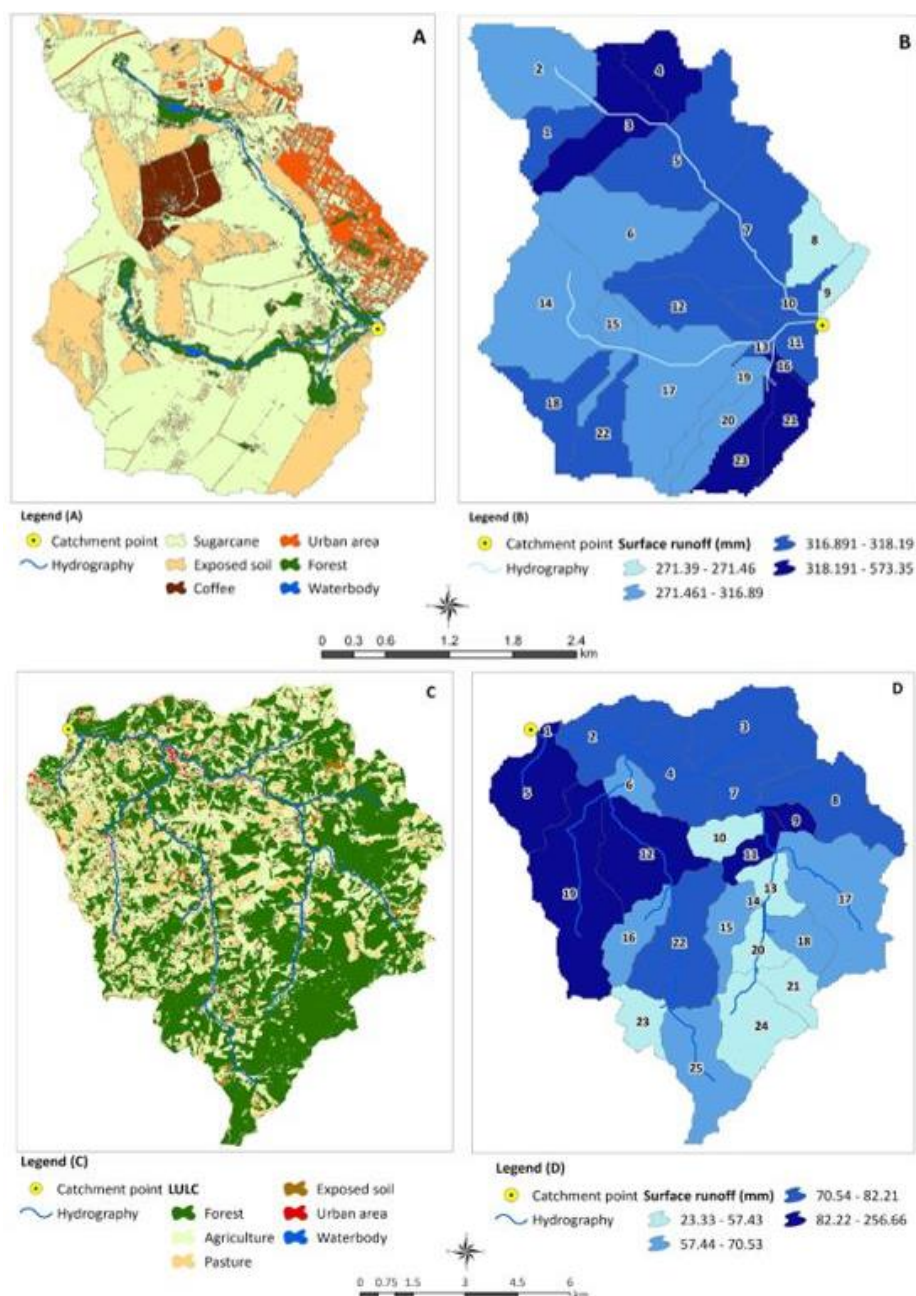 A
B
2
4
1
3
5
6
7
8
9
14
12
10
15
13
11
16
19
17
18
20
21
22
23
Legend (A)
Catchment point
Sugarcane
Urban area
Hydrography
Exposed soil
Forest
Coffee
Waterbody
Legend (B)
Catchment point Surface runoff (mm)
316.891 - 318.19
Hydrography
271.39 - 271.46
318.191 - 573.35
271.461 - 316.89
0 0.3 0.6 1.2 1.8 2.4
km
C
D
1
2
3
5
6
4
7
8
9
10
12
11
13
19
14
17
16
22
15
18
20
21
23
24
25
Legend (C)
Catchment point LULC
Exposed soil
Hydrography
Forest
Urban area
Agriculture
Waterbody
Pasture
Legend (D)
Catchment point Surface runoff (mm)
70.54 - 82.21
Hydrography
23.33 - 57.43
82.22 - 256.66
57.44 - 70.53
0 0.75 1.5 3 4.5 6
km